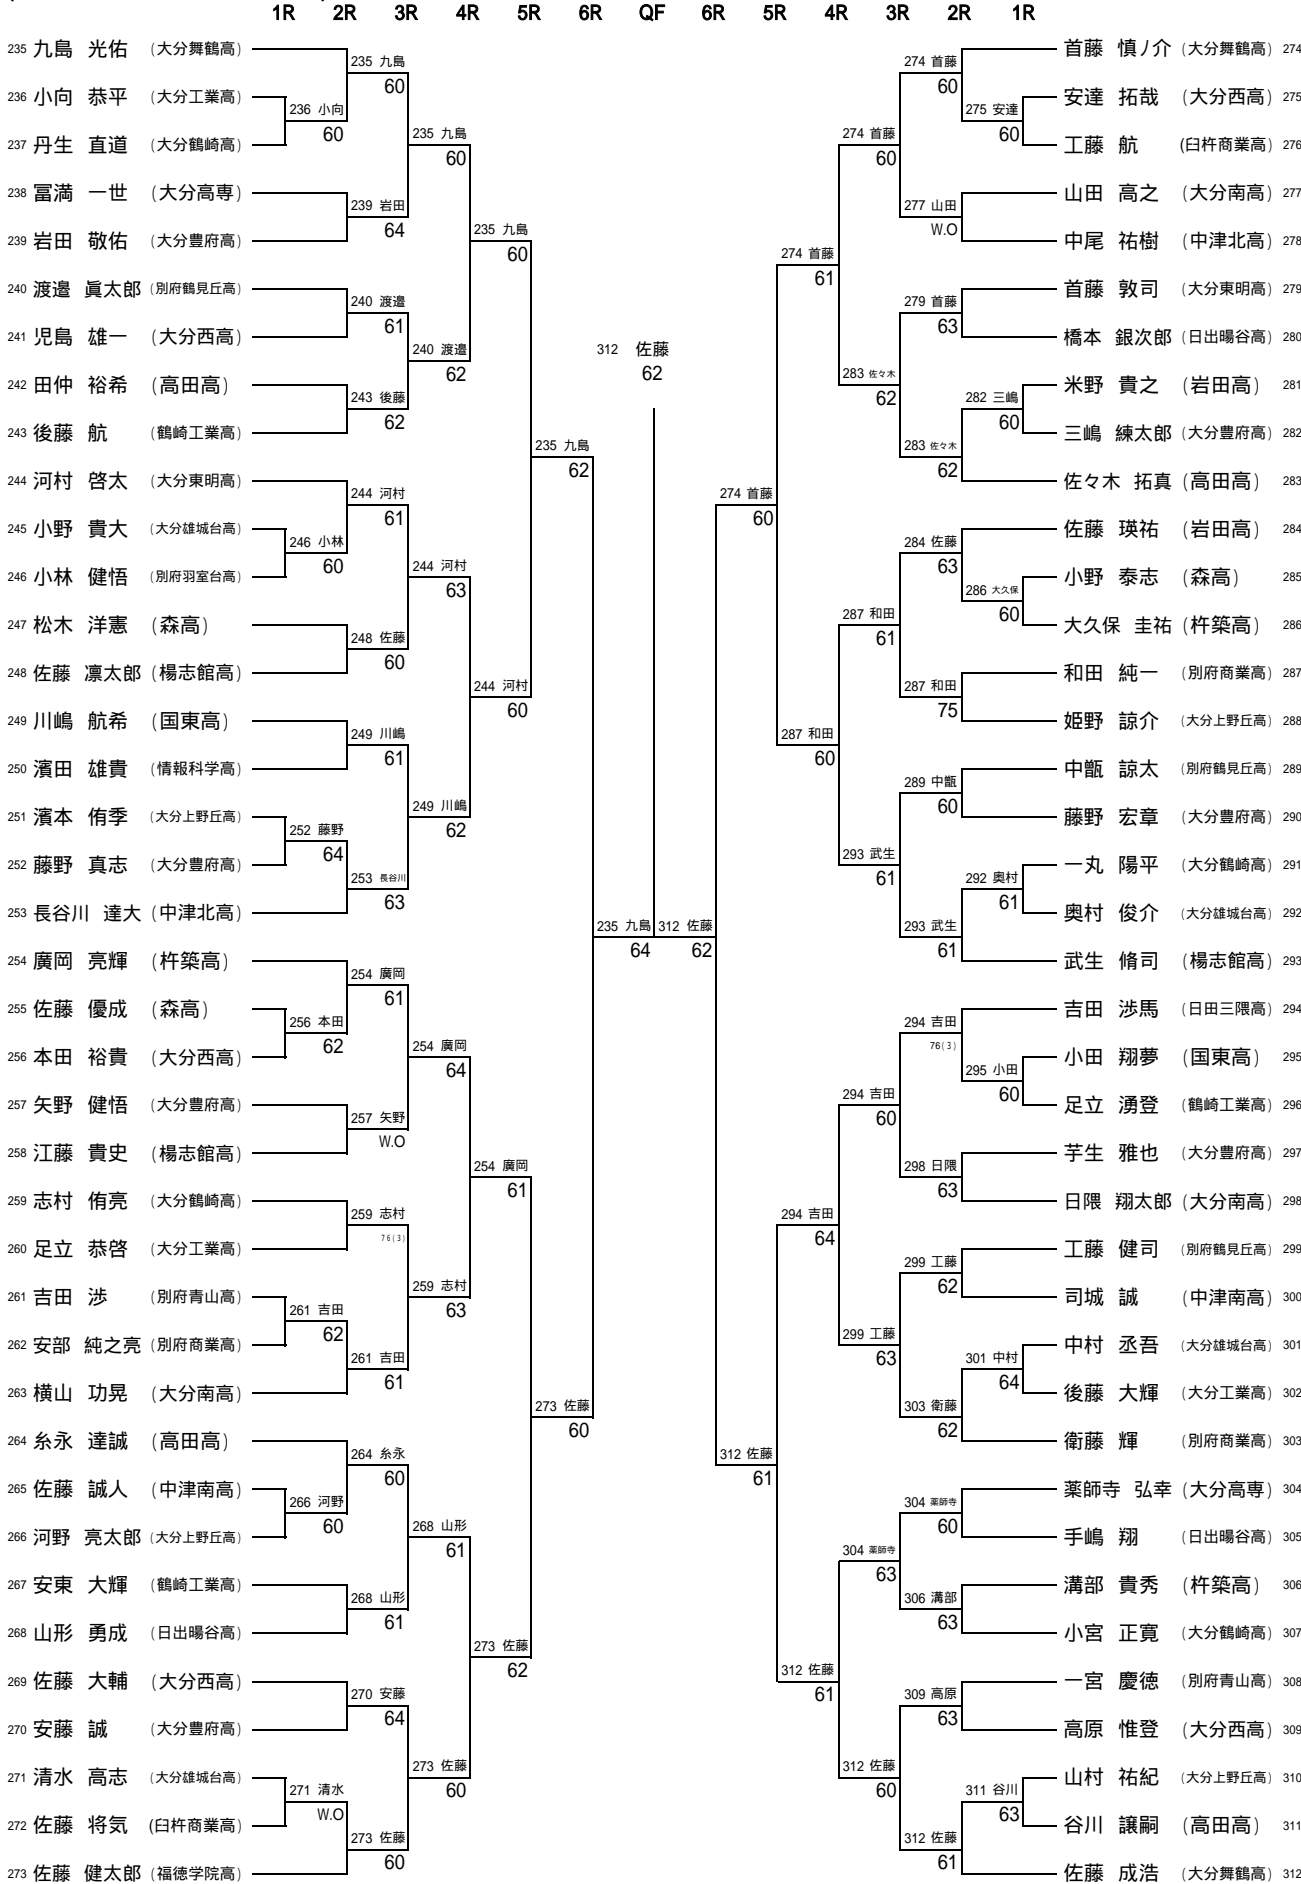 1R 2R 3R 4R 5R 6R QF 6R 5R 4R 3R 2R 1R
235 九島 光佑 (大分舞鶴高)
236 小向 恭平 (大分工業高)
237 丹生 直道 (大分鶴崎高)
238 冨満 一世 (大分高専)
239 岩田 敬佑 (大分豊府高)
240 渡邉 眞太郎 (別府鶴見丘高)
241 児島 雄一 (大分西高)
242 田仲 裕希 (高田高)
243 後藤 航 (鶴崎工業高)
244 河村 啓太 (大分東明高)
245 小野 貴大 (大分雄城台高)
246 小林 健悟 (別府羽室台高)
247 松木 洋憲 (森高)
248 佐藤 凛太郎 (楊志館高)
249 川嶋 航希 (国東高)
250 濱田 雄貴 (情報科学高)
251 濱本 侑季 (大分上野丘高)
252 藤野 真志 (大分豊府高)
253 長谷川 達大 (中津北高)
254 廣岡 亮輝 (杵築高)
255 佐藤 優成 (森高)
256 本田 裕貴 (大分西高)
257 矢野 健悟 (大分豊府高)
258 江藤 貴史 (楊志館高)
259 志村 侑亮 (大分鶴崎高)
260 足立 恭啓 (大分工業高)
261 吉田 渉 (別府青山高)
262 安部 純之亮 (別府商業高)
263 横山 功晃 (大分南高)
264 糸永 達誠 (高田高)
265 佐藤 誠人 (中津南高)
266 河野 亮太郎 (大分上野丘高)
267 安東 大輝 (鶴崎工業高)
268 山形 勇成 (日出暘谷高)
269 佐藤 大輔 (大分西高)
270 安藤 誠 (大分豊府高)
271 清水 高志 (大分雄城台高)
272 佐藤 将気 (臼杵商業高)
273 佐藤 健太郎 (福徳学院高)
236 小向
60
246 小林
60
252 藤野
64
256 本田
62
261 吉田
62
266 河野
60
271 清水
W.O
235 九島
60
239 岩田
64
240 渡邉
61
243 後藤
62
244 河村
61
248 佐藤
60
249 川嶋
61
253 長谷川
63
254 廣岡
61
257 矢野
W.O
259 志村
76(3)
261 吉田
61
264 糸永
60
268 山形
61
270 安藤
64
273 佐藤
60
235 九島
60
240 渡邉
62
244 河村
63
249 川嶋
62
254 廣岡
64
259 志村
63
268 山形
61
273 佐藤
60
235 九島
60
244 河村
60
254 廣岡
61
273 佐藤
62
235 九島
62
273 佐藤
60
235 九島
64
312 佐藤
62
312 佐藤
62
274 首藤
60
312 佐藤
61
274 首藤
61
287 和田
60
294 吉田
64
312 佐藤
61
274 首藤
60
283 佐々木
62
287 和田
61
293 武生
61
294 吉田
60
299 工藤
63
304 薬師寺
63
312 佐藤
60
274 首藤
60
277 山田
W.O
279 首藤
63
283 佐々木
62
284 佐藤
63
287 和田
75
289 中甑
60
293 武生
61
294 吉田
76(3)
298 日隈
63
299 工藤
62
303 衛藤
62
304 薬師寺
60
306 溝部
63
309 高原
63
312 佐藤
61
275 安達
60
282 三嶋
60
286 大久保
60
292 奥村
61
295 小田
60
301 中村
64
311 谷川
63
首藤 慎ノ介 (大分舞鶴高) 274
安達 拓哉 (大分西高) 275
工藤 航 (臼杵商業高) 276
山田 高之 (大分南高) 277
中尾 祐樹 (中津北高) 278
首藤 敦司 (大分東明高) 279
橋本 銀次郎 (日出暘谷高) 280
米野 貴之 (岩田高) 281
三嶋 練太郎 (大分豊府高) 282
佐々木 拓真 (高田高) 283
佐藤 瑛祐 (岩田高) 284
小野 泰志 (森高) 285
大久保 圭祐 (杵築高) 286
和田 純一 (別府商業高) 287
姫野 諒介 (大分上野丘高) 288
中甑 諒太 (別府鶴見丘高) 289
藤野 宏章 (大分豊府高) 290
一丸 陽平 (大分鶴崎高) 291
奥村 俊介 (大分雄城台高) 292
武生 脩司 (楊志館高) 293
吉田 渉馬 (日田三隈高) 294
小田 翔夢 (国東高) 295
足立 湧登 (鶴崎工業高) 296
芋生 雅也 (大分豊府高) 297
日隈 翔太郎 (大分南高) 298
工藤 健司 (別府鶴見丘高) 299
司城 誠 (中津南高) 300
中村 丞吾 (大分雄城台高) 301
後藤 大輝 (大分工業高) 302
衛藤 輝 (別府商業高) 303
薬師寺 弘幸 (大分高専) 304
手嶋 翔 (日出暘谷高) 305
溝部 貴秀 (杵築高) 306
小宮 正寛 (大分鶴崎高) 307
一宮 慶徳 (別府青山高) 308
高原 惟登 (大分西高) 309
山村 祐紀 (大分上野丘高) 310
谷川 譲嗣 (高田高) 311
佐藤 成浩 (大分舞鶴高) 312